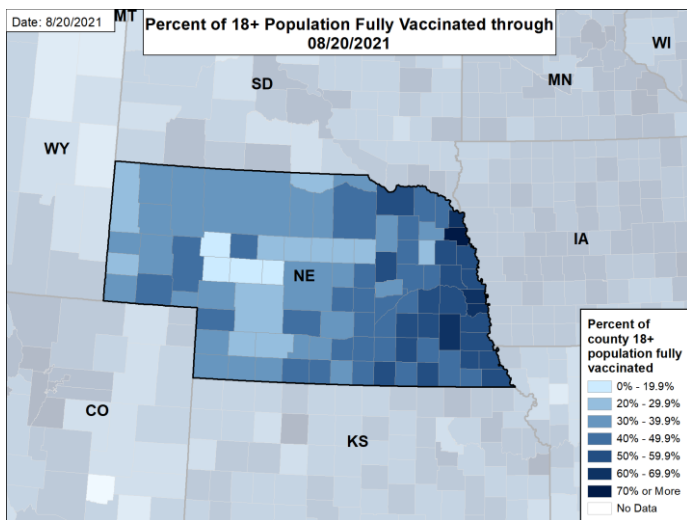 Date: 8/20/2021
Percent of 18+ Population Fully Vaccinated through
08/20/2021
MT
SD
MN
WI
WY
IA
NE
CO
KS
Percent of
county 18+
population fully
vaccinated
0% - 19.9%
20% - 29.9%
30% - 39.9%
40% - 49.9%
50% - 59.9%
60% - 69.9%
70% or More
No Data